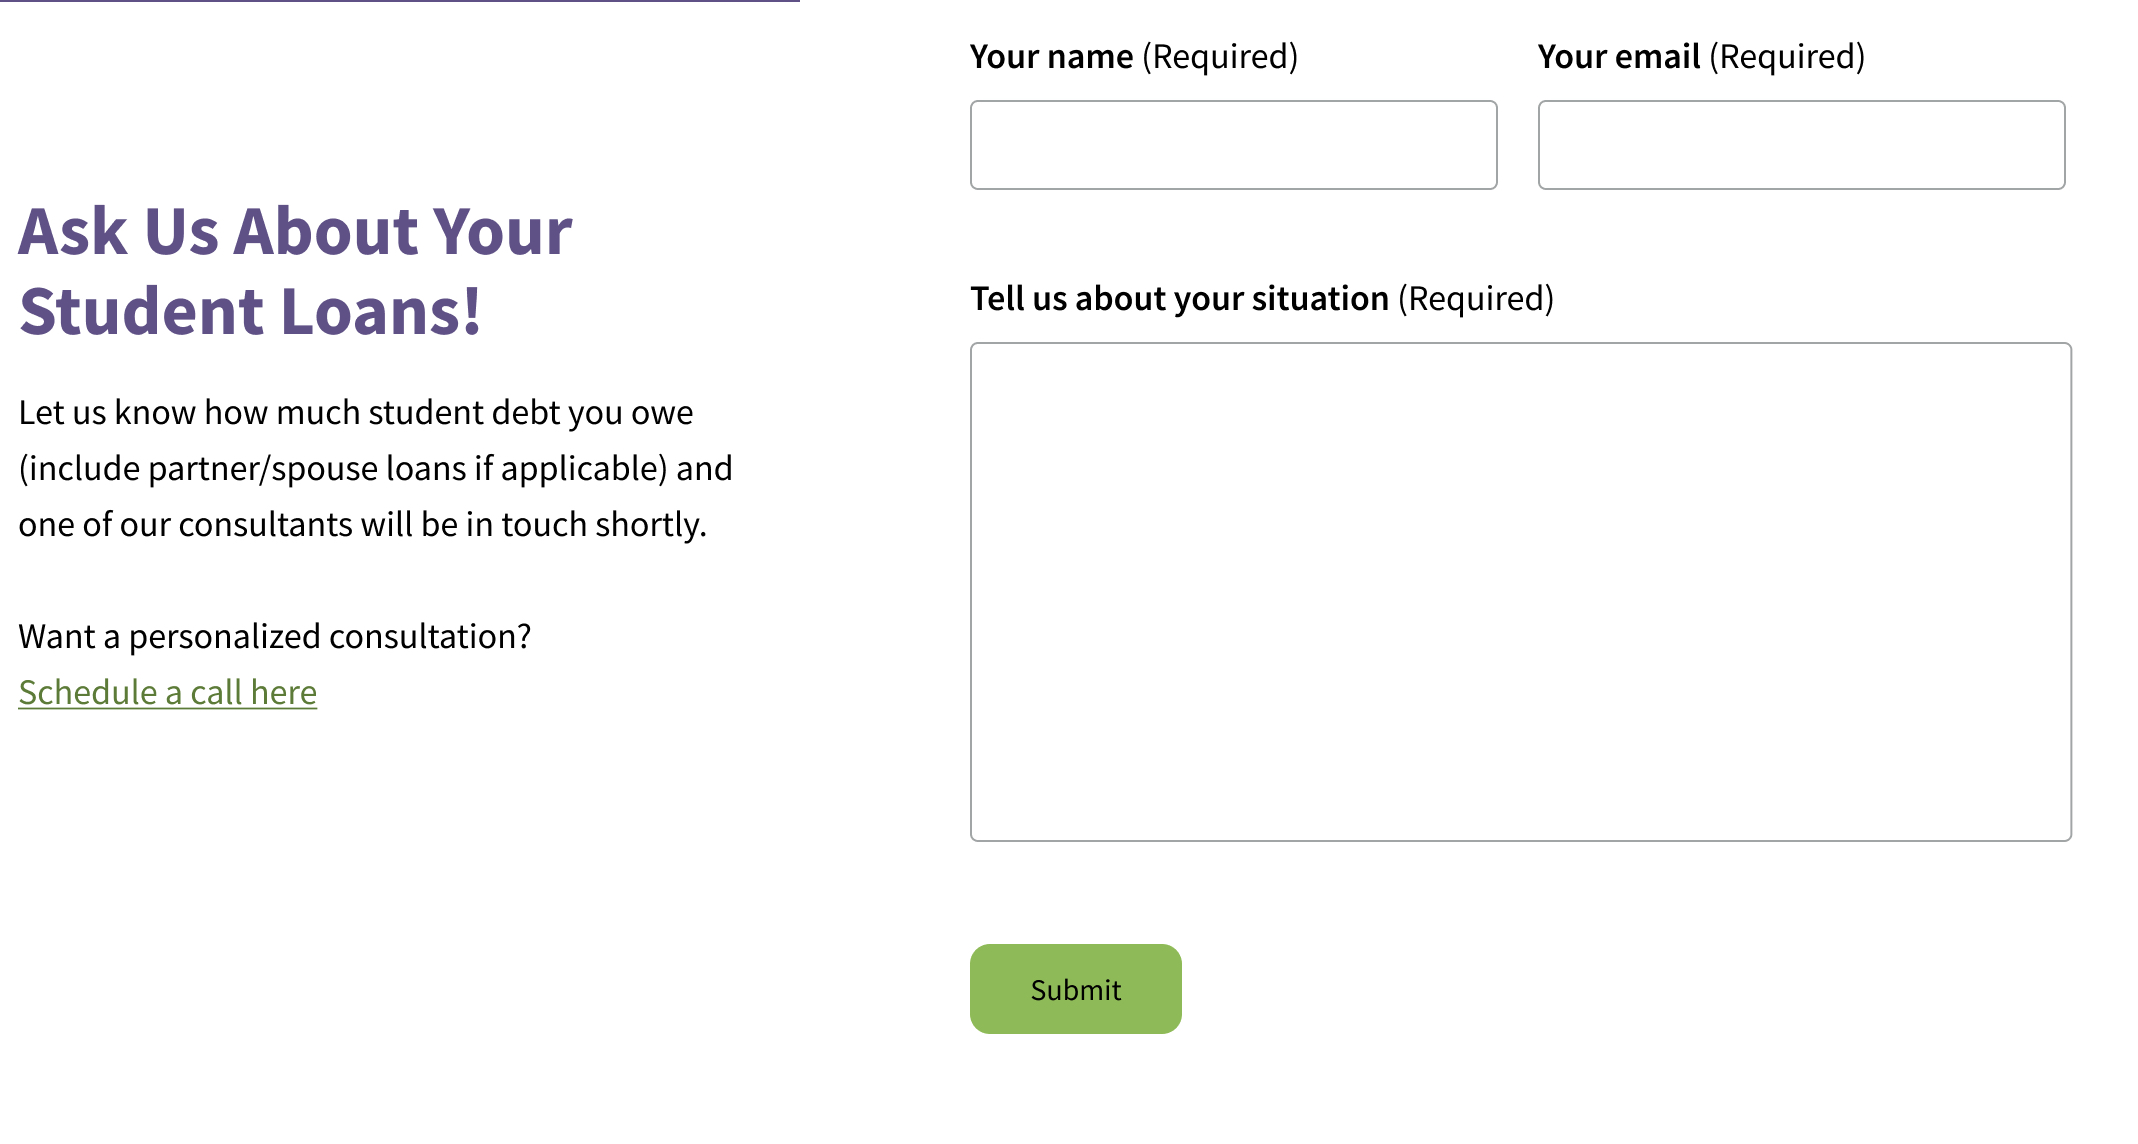 Ask Us About Your
Student Loans!
Let us know how much student debt you owe
(include partner/spouse loans if applicable) and
one of our consultants will be in touch shortly.
Want a personalized consultation?
Schedule a call here
Your name (Required)
Your email (Required)
Tell us about your situation (Required)
Submit